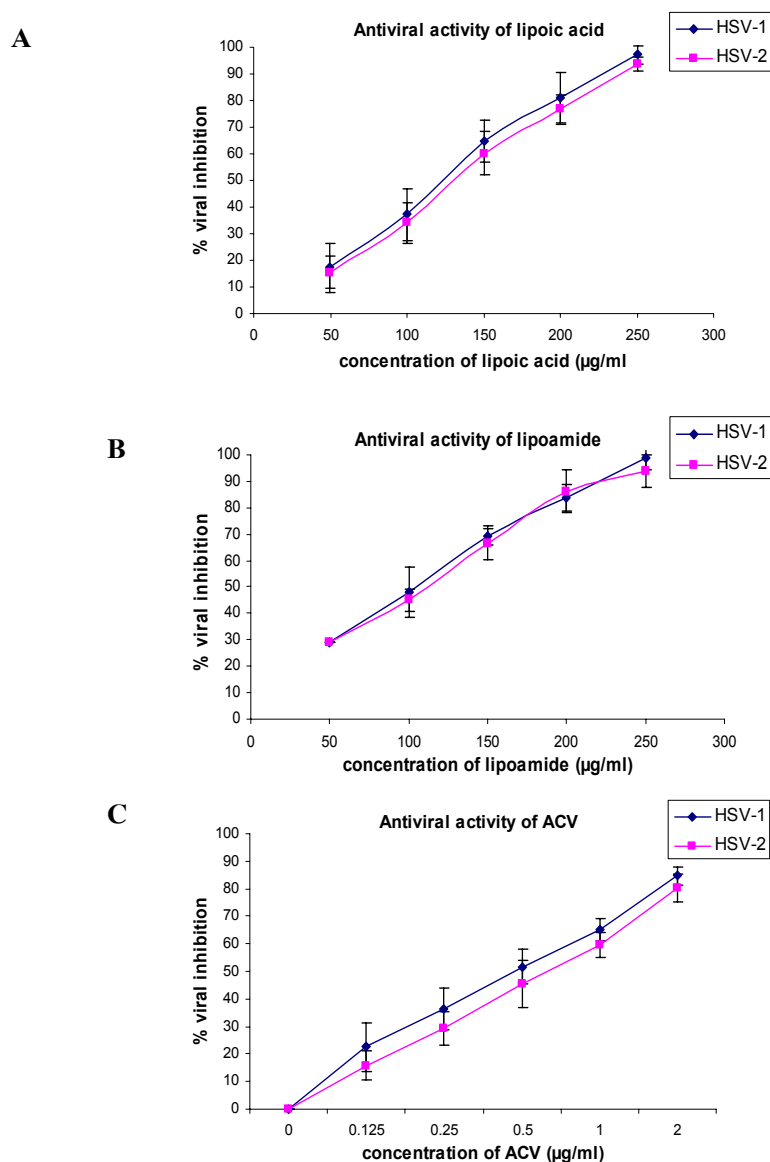 A
Antiviral activity of lipoic acid
HSV-1
HSV-2
% viral inhibition
100
90
80
70
60
50
40
30
20
10
0
0 50 100 150 200 250 300
concentration of lipoic acid (µg/ml
B
Antiviral activity of lipoamide
HSV-1
HSV-2
% viral inhibition
100
90
80
70
60
50
40
30
20
10
0
0 50 100 150 200 250 300
concentration of lipoamide (µg/ml)
C
Antiviral activity of ACV
HSV-1
HSV-2
% viral inhibition
100
90
80
70
60
50
40
30
20
10
0
0 0.125 0.25 0.5 1 2
concentration of ACV (µg/ml)